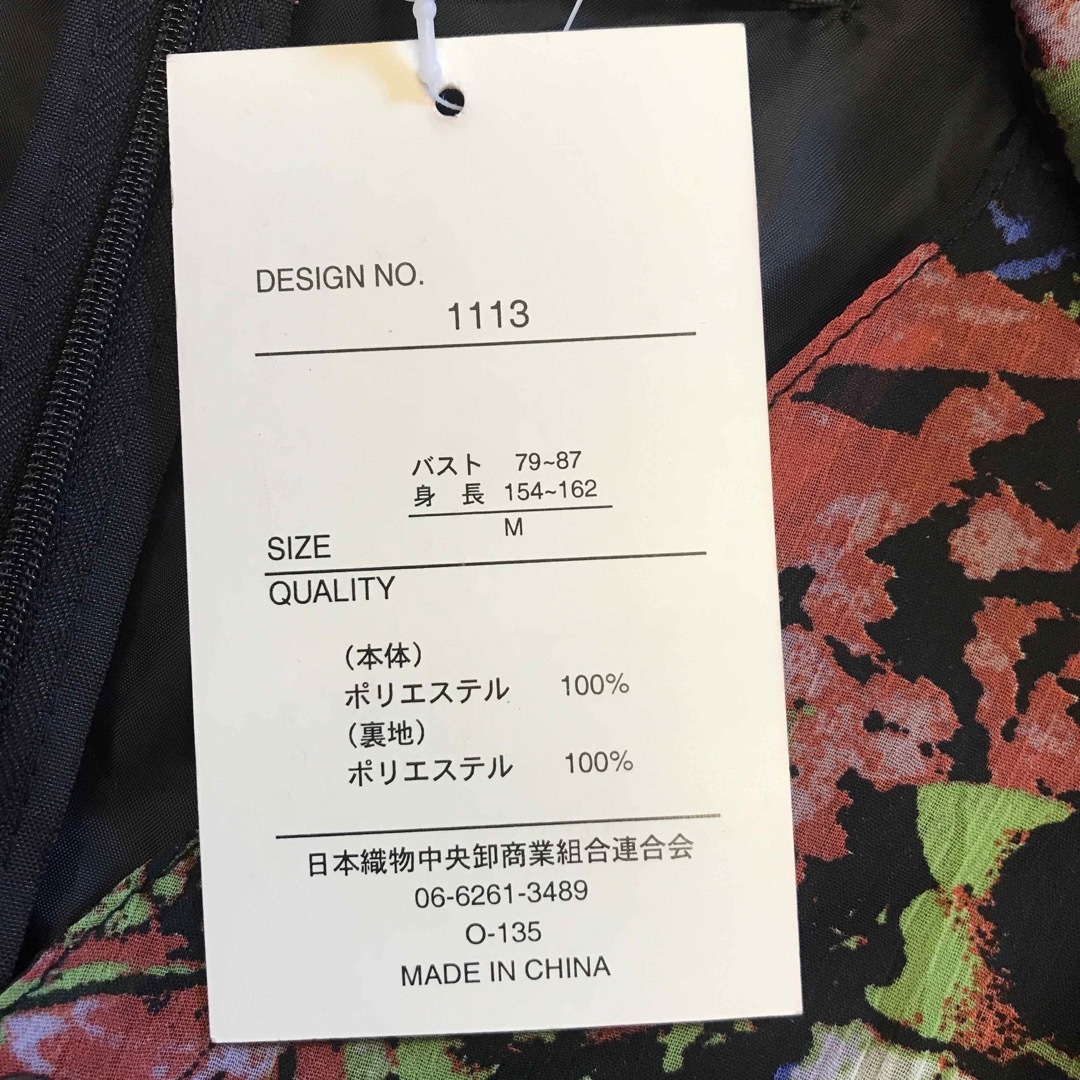 DESIGN NO.
1113
バスト 79~87
身 長 154~162
M
SIZE
QUALITY
(本体)
ポリエステル 100%
(裏地)
ポリエステル 100%
日本織物中央卸商業組合連合会
06-6261-3489
O-135
MADE IN CHINA